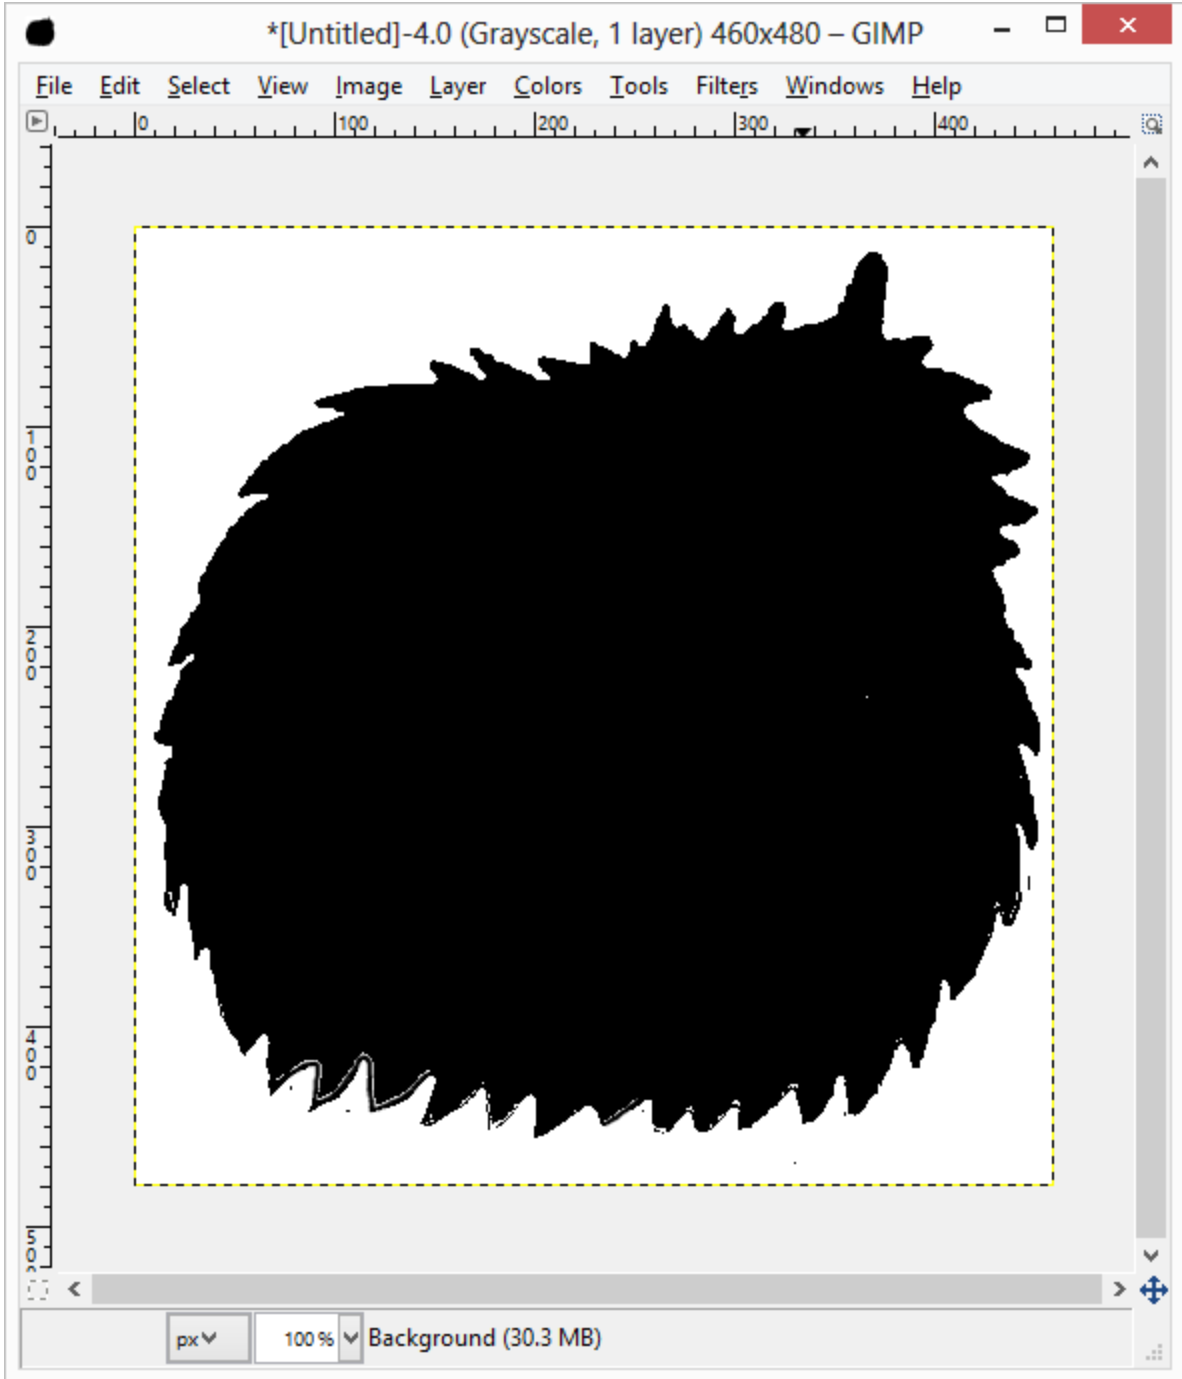 *[Untitled]-4.0 (Grayscale, 1 layer) 460x480 – GIMP
File Edit Select View Image Layer Colors Tools Filters Windows Help
0 100 200 300 400
0
100
200
300
400
50
px 100 % Background (30.3 MB)